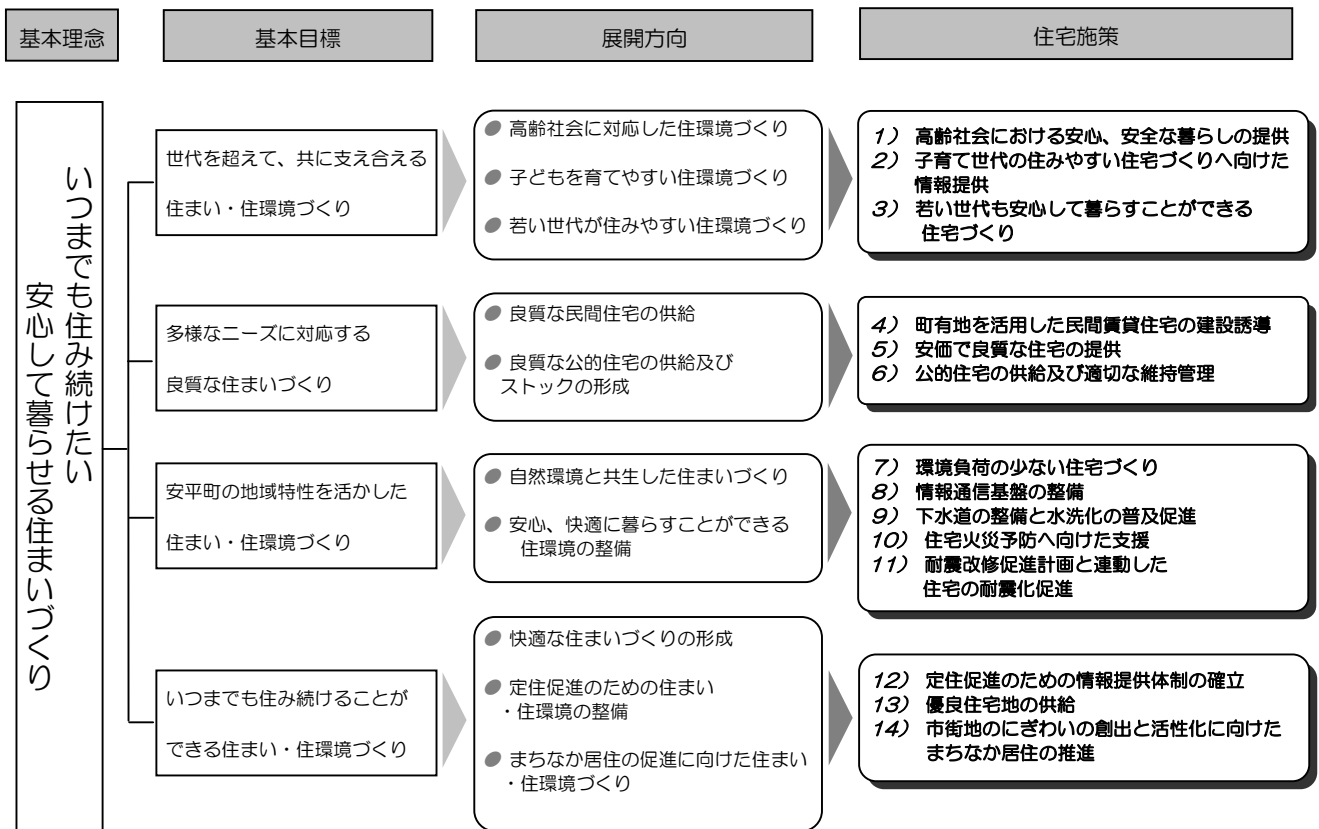 基本理念
基本目標
展開方向
住宅施策
いつまでも住み続けたい
安心して暮らせる住まいづくり
世代を超えて、共に支え合える
住まい・住環境づくり
● 高齢社会に対応した住環境づくり
● 子どもを育てやすい住環境づくり
● 若い世代が住みやすい住環境づくり
1） 高齢社会における安心、安全な暮らしの提供
2） 子育て世代の住みやすい住宅づくりへ向けた
情報提供
3） 若い世代も安心して暮らすことができる
住宅づくり
多様なニーズに対応する
良質な住まいづくり
● 良質な民間住宅の供給
● 良質な公的住宅の供給及び
ストックの形成
4） 町有地を活用した民間賃貸住宅の建設誘導
5） 安価で良質な住宅の提供
6） 公的住宅の供給及び適切な維持管理
安平町の地域特性を活かした
住まい・住環境づくり
● 自然環境と共生した住まいづくり
● 安心、快適に暮らすことができる
住環境の整備
7） 環境負荷の少ない住宅づくり
8） 情報通信基盤の整備
9） 下水道の整備と水洗化の普及促進
10） 住宅火災予防へ向けた支援
11） 耐震改修促進計画と連動した
住宅の耐震化促進
いつまでも住み続けることが
できる住まい・住環境づくり
● 快適な住まいづくりの形成
● 定住促進のための住まい
・住環境の整備
● まちなか居住の促進に向けた住まい
・住環境づくり
12） 定住促進のための情報提供体制の確立
13） 優良住宅地の供給
14） 市街地のにぎわいの創出と活性化に向けた
まちなか居住の推進